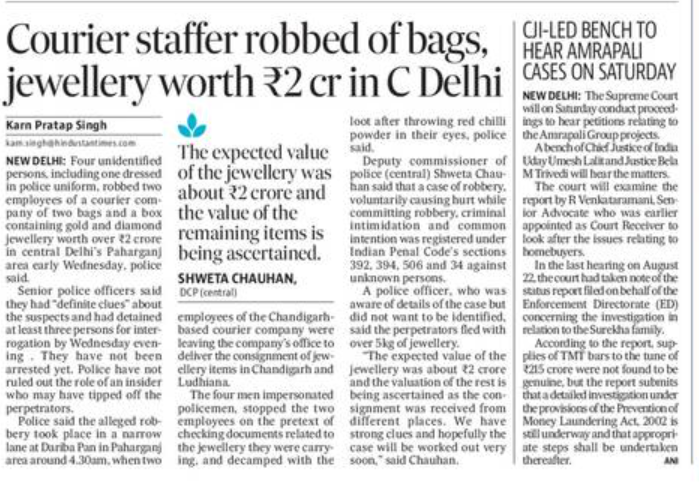 Courier staffer robbed of bags,
jewellery worth ₹2 cr in C Delhi
Karn Pratap Singh
karn.singh@hindustantimes.com
NEW DELHI: Four unidentified
persons, including one dressed
in police uniform, robbed two
employees of a courier com-
pany of two bags and a box
containing gold and diamond
jewellery worth over ₹2 crore
in central Delhi's Paharganj
area early Wednesday, police
said.
Senior police officers said
they had "definite clues" about
the suspects and had detained
at least three persons for inter-
rogation by Wednesday even-
ing . They have not been
arrested yet. Police have not
ruled out the role of an insider
who may have tipped off the
perpetrators.
Police said the alleged rob-
bery took place in a narrow
lane at Dariba Pan in Paharganj
area around 4.30am, when two
The expected value
of the jewellery was
about ₹2 crore and
the value of the
remaining items is
being ascertained.
SHWETA CHAUHAN,
DCP (central)
employees of the Chandigarh-
based courier company were
leaving the company's office to
deliver the consignment of jew-
ellery items in Chandigarh and
Ludhiana.
The four men impersonated
policemen, stopped the two
employees on the pretext of
checking documents related to
the jewellery they were carry-
ing, and decamped with the
loot after throwing red chilli
powder in their eyes, police
said.
Deputy commissioner of
police (central) Shweta Chau-
han said that a case of robbery,
voluntarily causing hurt while
committing robbery, criminal
intimidation and common
intention was registered under
Indian Penal Code's sections
392, 394, 506 and 34 against
unknown persons.
A police officer, who was
aware of details of the case but
did not want to be identified,
said the perpetrators fled with
over 5kg of jewellery.
"The expected value of the
jewellery was about ₹2 crore
and the valuation of the rest is
being ascertained as the con-
signment was received from
different places. We have
strong clues and hopefully the
case will be worked out very
soon," said Chauhan.
CJI-LED BENCH TO
HEAR AMRAPALI
CASES ON SATURDAY
NEW DELHI: The Supreme Court
will on Saturday conduct proceed-
ings to hear petitions relating to
the Amrapali Group projects.
A bench of Chief Justice of India
Uday Umesh Lalit and Justice Bela
M Trivedi will hear the matters.
The court will examine the
report by R Venkataramani, Sen-
ior Advocate who was earlier
appointed as Court Receiver to
look after the issues relating to
homebuyers.
In the last hearing on August
22, the court had taken note of the
status report filed on behalf of the
Enforcement Directorate (ED)
concerning the investigation in
relation to the Surekha family.
According to the report, sup-
plies of TMT bars to the tune of
₹215 crore were not found to be
genuine, but the report submits
that a detailed investigation under
the provisions of the Prevention of
Money Laundering Act, 2002 is
still underway and that appropri-
ate steps shall be undertaken
thereafter. ANI